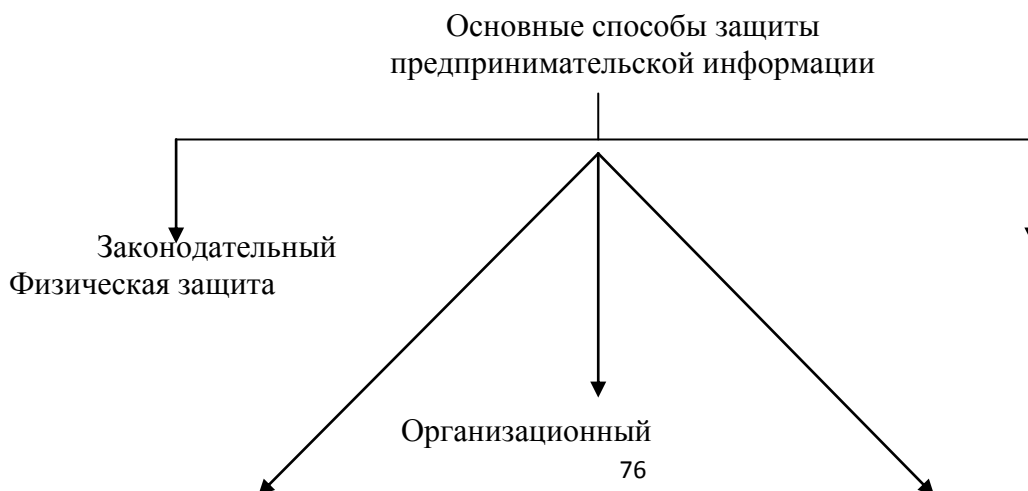 Основные способы защиты
предпринимательской информации
Законодательный
Физическая защита
Организационный
76